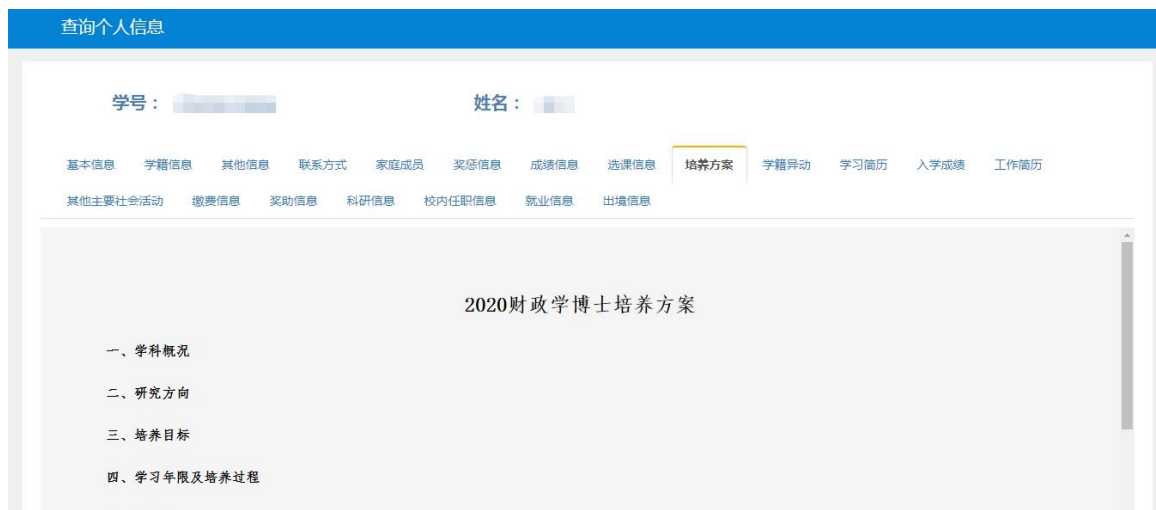 查询个人信息
学号： 姓名：
基本信息 学籍信息 其他信息 联系方式 家庭成员 奖惩信息 成绩信息 选课信息 培养方案 学籍异动 学习简历 入学成绩 工作简历
其他主要社会活动 缴费信息 奖助信息 科研信息 校内任职信息 就业信息 出境信息
2020财政学博士培养方案
一、学科概况
二、研究方向
三、培养目标
四、学习年限及培养过程